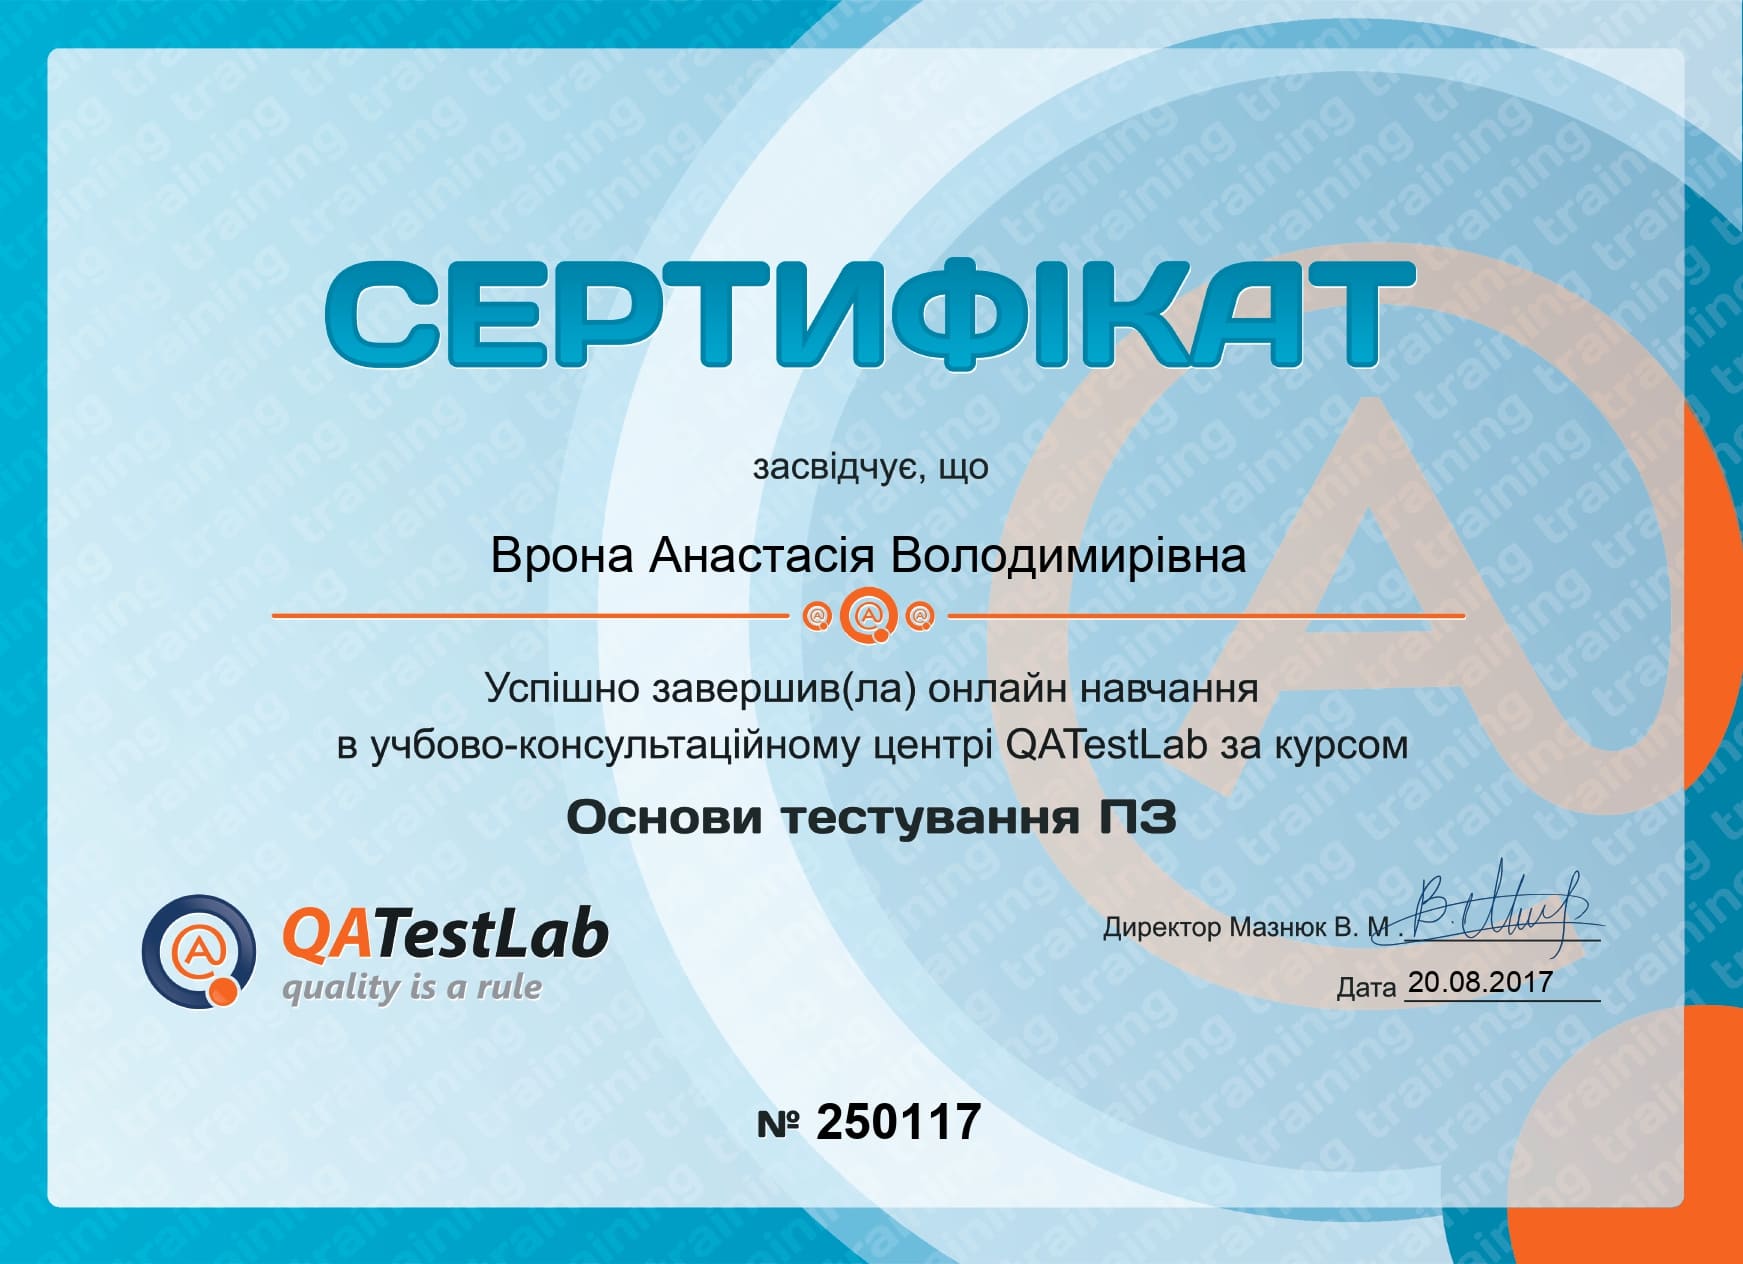 СЕРТИФІКАТ
засвідчує, що
Врона Анастасія Володимирівна
Успішно завершив(ла) онлайн навчання
в учбово-консультаційному центрі QATestLab за курсом
Основи тестування ПЗ
QATestLab
quality is a rule
Директор Мазнюк В. М .
Дата 20.08.2017
№ 250117